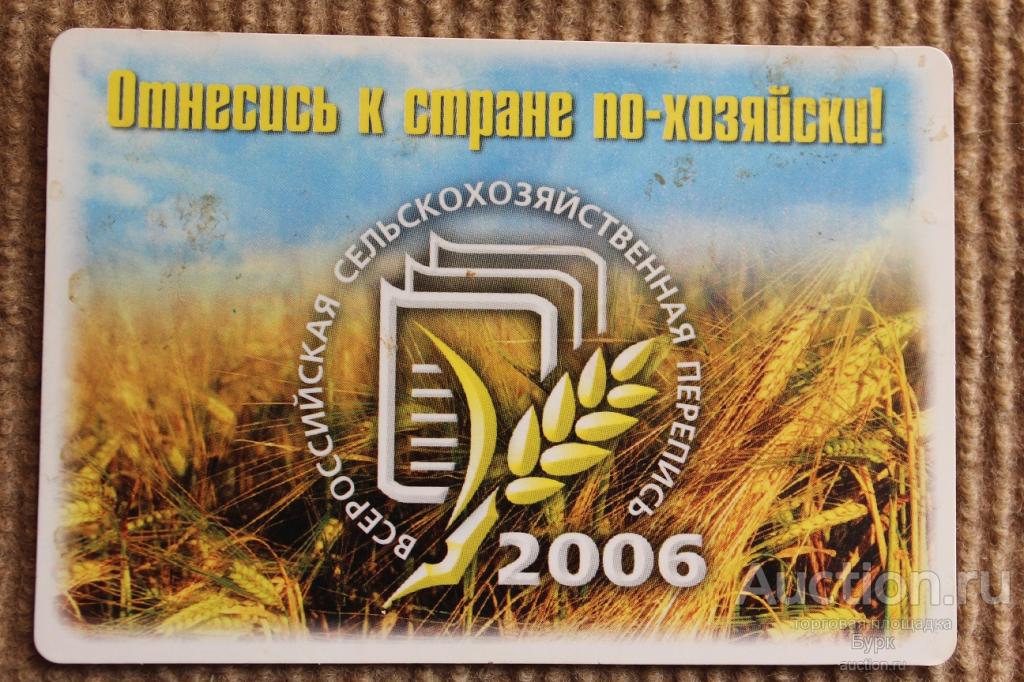 Отнесись к стране по-хозяйски!
ВСЕРОССИЙСКАЯ СЕЛЬСКОХОЗЯЙСТВЕННАЯ ПЕРЕПИСЬ
2006
Auction.ru
торговая площадка
Бурк
auction.ru